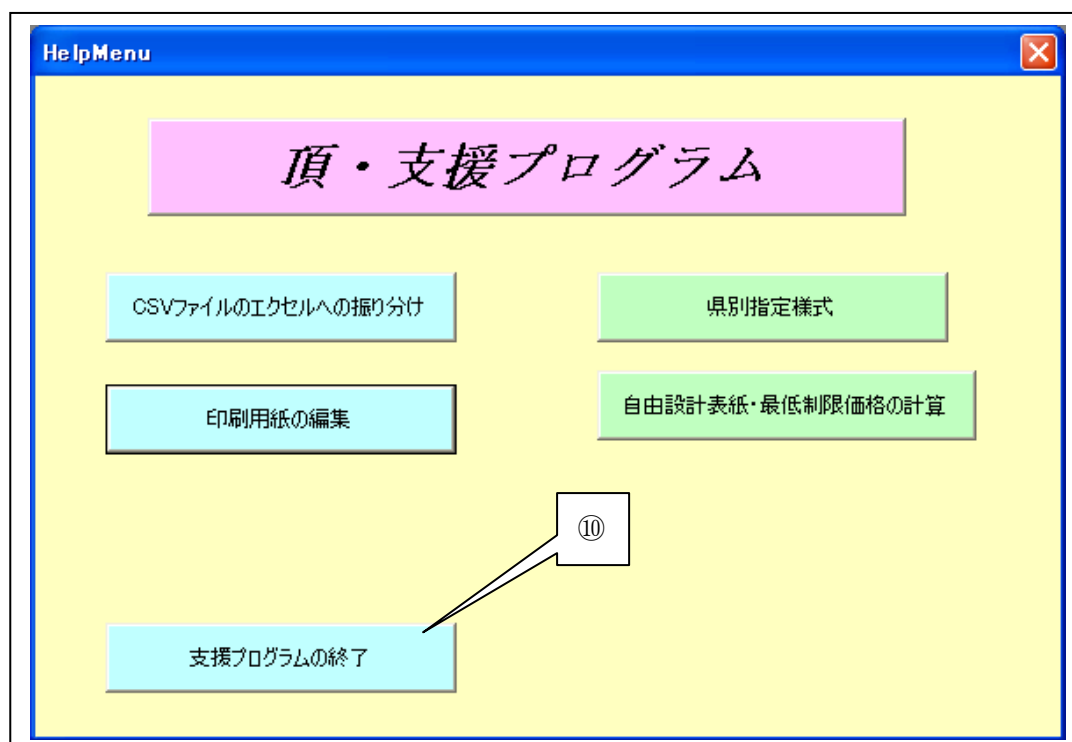 HelpMenu
頂・支援プログラム
CSVファイルのエクセルへの振り分け
県別指定様式
印刷用紙の編集
自由設計表紙・最低制限価格の計算
⑩
支援プログラムの終了